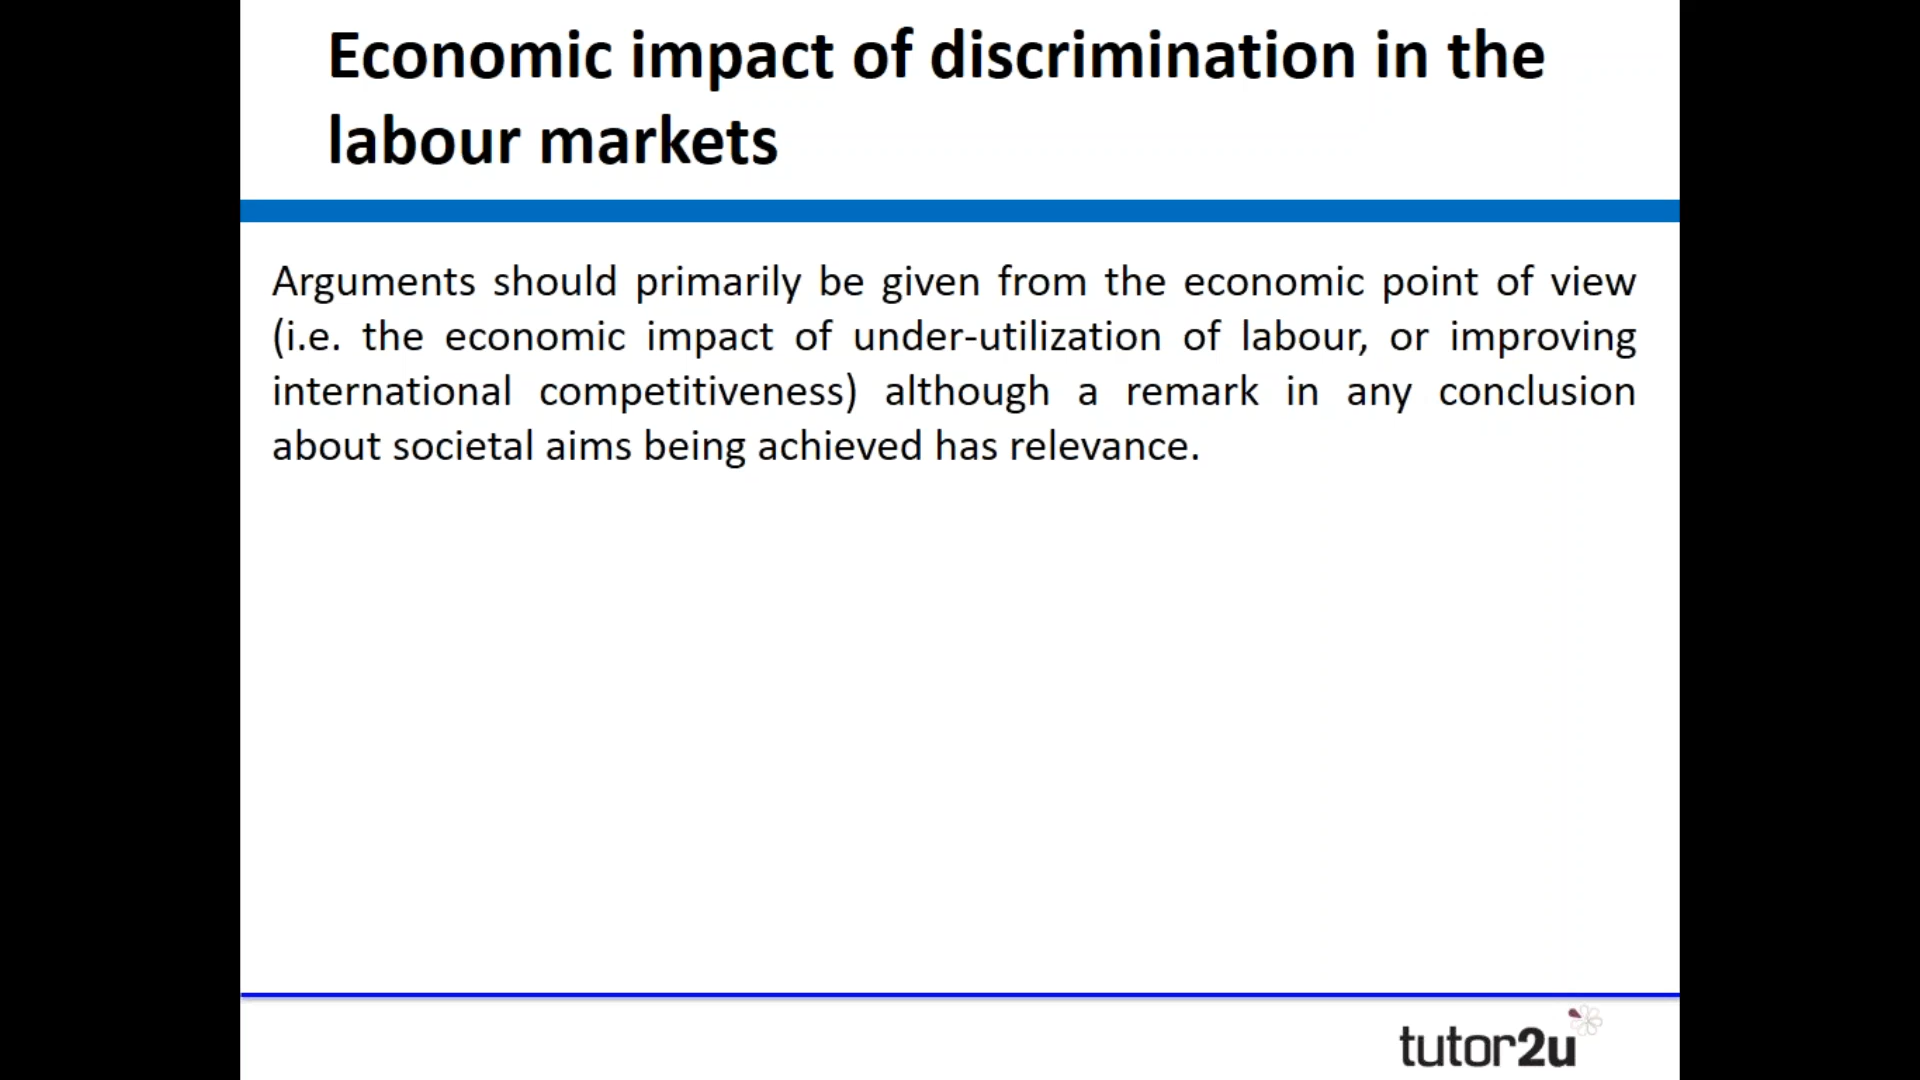 Economic impact of discrimination in the
labour markets
Arguments should primarily be given from the economic point of view
(i.e. the economic impact of under-utilization of labour, or improving
international competitiveness) although a remark in any conclusion
about societal aims being achieved has relevance.
tutor2u